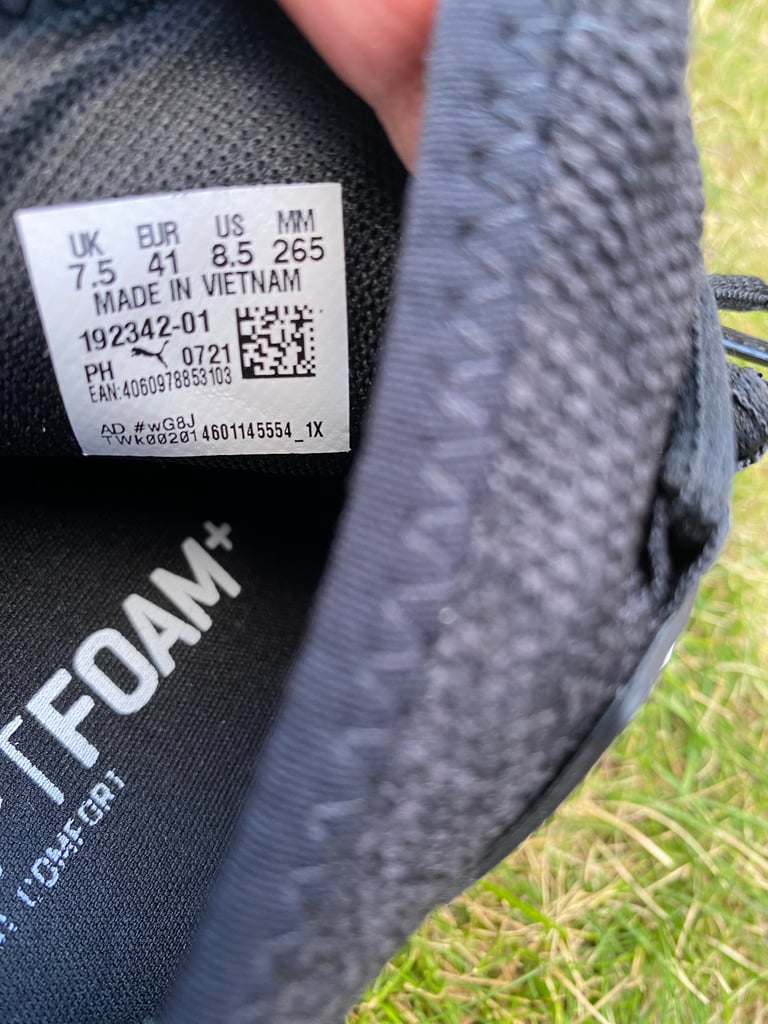 UK EUR US MM
7.5 41 8.5 265
MADE IN VIETNAM
192342-01
PH 0721
EAN:4060978853103
AD #wG8J
TWk00201 4601145554_1X
FOAM+
COMFORT